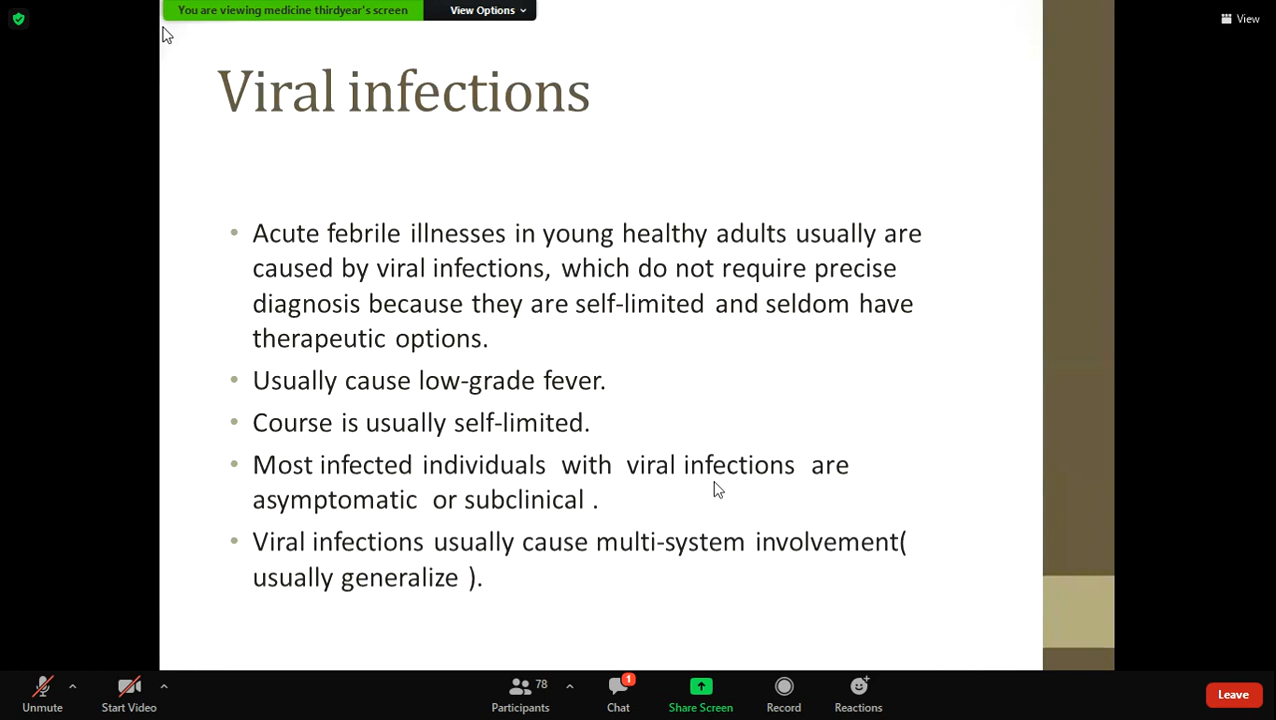 You are viewing medicine thirdyear's screen
View Options
View
Viral infections
• Acute febrile illnesses in young healthy adults usually are
caused by viral infections, which do not require precise
diagnosis because they are self-limited and seldom have
therapeutic options.
• Usually cause low-grade fever.
• Course is usually self-limited.
• Most infected individuals with viral infections are
asymptomatic or subclinical .
• Viral infections usually cause multi-system involvement(
usually generalize ).
Unmute
Start Video
78
Participants
1
Chat
Share Screen
Record
Reactions
Leave